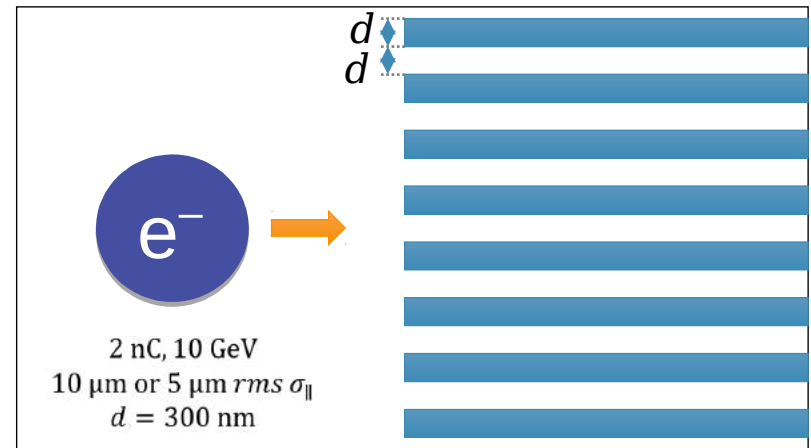 d
d
e⁻
2 nC, 10 GeV
10 μm or 5 μm rms σ∥
d = 300 nm